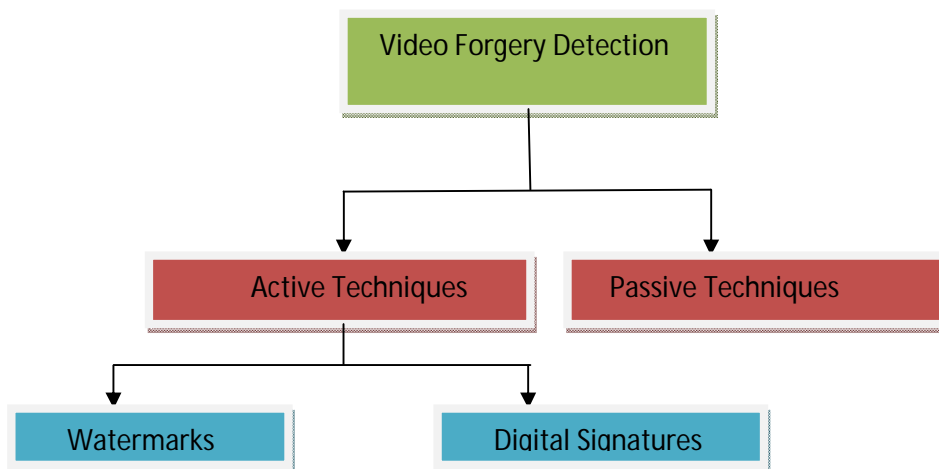 Video Forgery Detection
Active Techniques
Passive Techniques
Watermarks
Digital Signatures